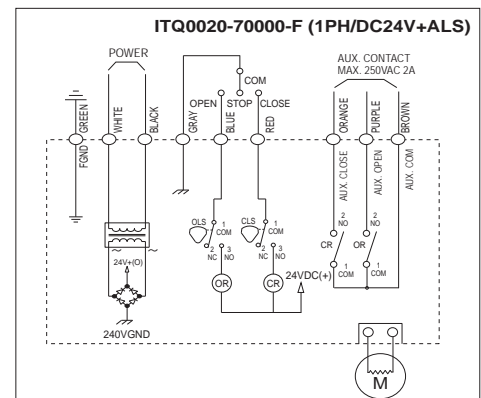 ITQ0020-70000-F (1PH/DC24V+ALS)
POWER
AUX. CONTACT
MAX. 250VAC 2A
COM
OPEN STOP CLOSE
GREEN
WHITE
BLACK
GRAY
BLUE
RED
ORANGE
PURPLE
BROWN
FGND
AUX. CLOSE
AUX. OPEN
AUX. COM
OLS
1
COM
2
NC
3
NO
CLS
1
COM
2
NC
3
NO
2
NO
CR
1
COM
2
NO
OR
1
COM
~ ~
24V+(O)
OR
CR
24VDC(+)
240VGND
M